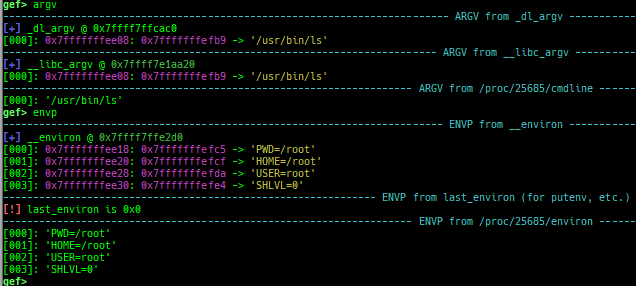 gef> argv
----------------------------------------------------------------------- ARGV from _dl_argv -----------
[+] _dl_argv @ 0x7ffff7ffcac0
[000]: 0x7fffffffee08: 0x7fffffffefb9 -> '/usr/bin/ls'
--------------------------------------------------------------------- ARGV from __libc_argv ----------
[+] __libc_argv @ 0x7ffff7e1aa20
[000]: 0x7fffffffee08: 0x7fffffffefb9 -> '/usr/bin/ls'
----------------------------------------------------------------- ARGV from /proc/25685/cmdline ------
[000]: '/usr/bin/ls'
gef> envp
---------------------------------------------------------------------- ENVP from __environ -----------
[+] __environ @ 0x7ffff7ffe2d0
[000]: 0x7fffffffee18: 0x7fffffffefc5 -> 'PWD=/root'
[001]: 0x7fffffffee20: 0x7fffffffefcf -> 'HOME=/root'
[002]: 0x7fffffffee28: 0x7fffffffefda -> 'USER=root'
[003]: 0x7fffffffee30: 0x7fffffffefe4 -> 'SHLVL=0'
----------------------------------------------------------- ENVP from last_environ (for putenv, etc.)
[!] last_environ is 0x0
----------------------------------------------------------------- ENVP from /proc/25685/environ ------
[000]: 'PWD=/root'
[001]: 'HOME=/root'
[002]: 'USER=root'
[003]: 'SHLVL=0'
gef>